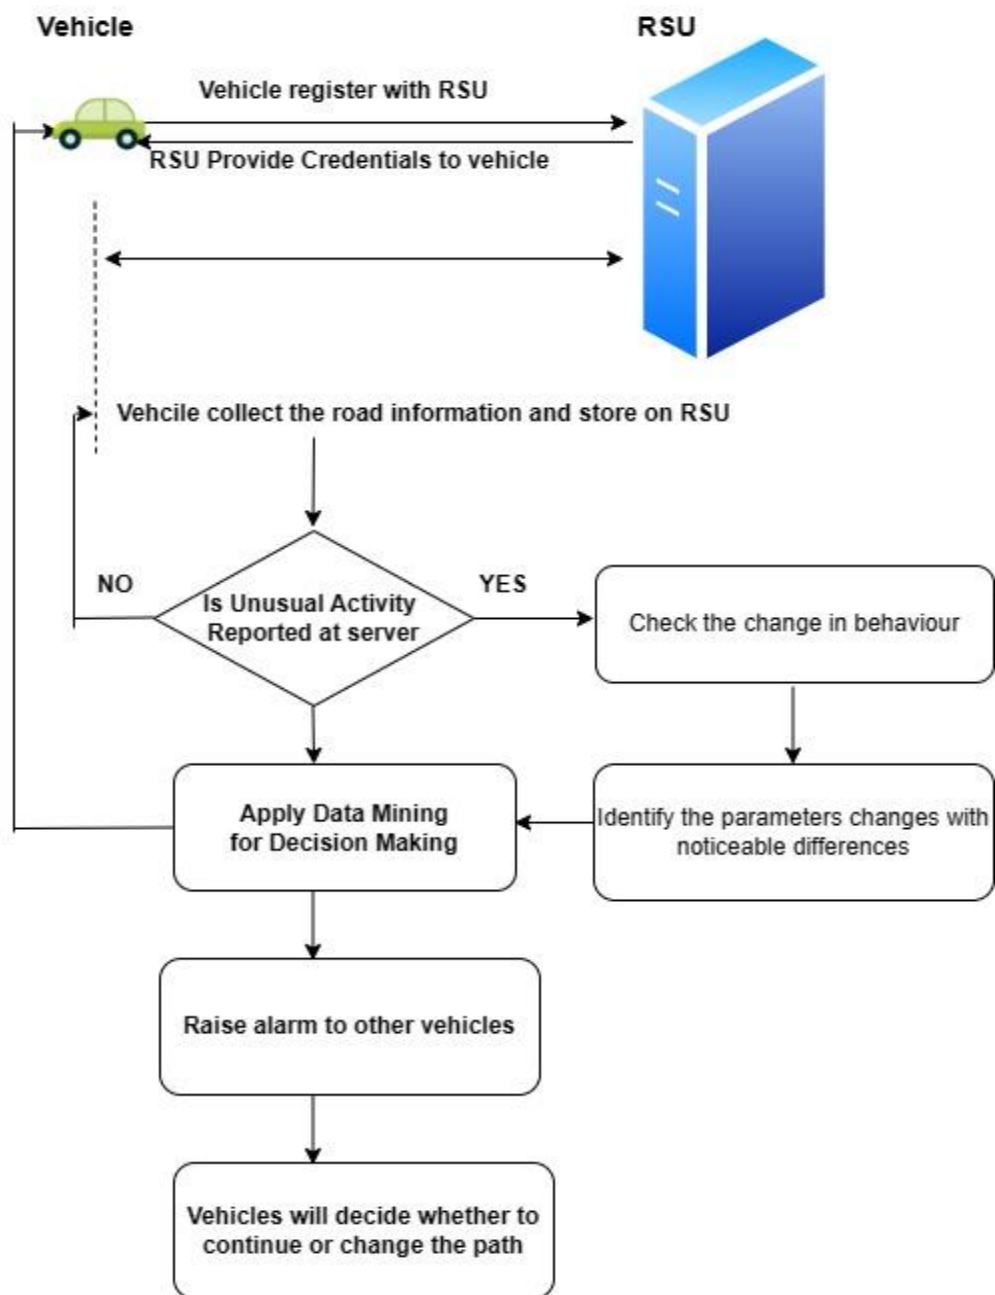 Vehicle
RSU
Vehicle register with RSU
RSU Provide Credentials to vehicle
Vehcile collect the road information and store on RSU
NO
YES
Is Unusual Activity
Reported at server
Check the change in behaviour
Apply Data Mining
for Decision Making
Identify the parameters changes with
noticeable differences
Raise alarm to other vehicles
Vehicles will decide whether to
continue or change the path